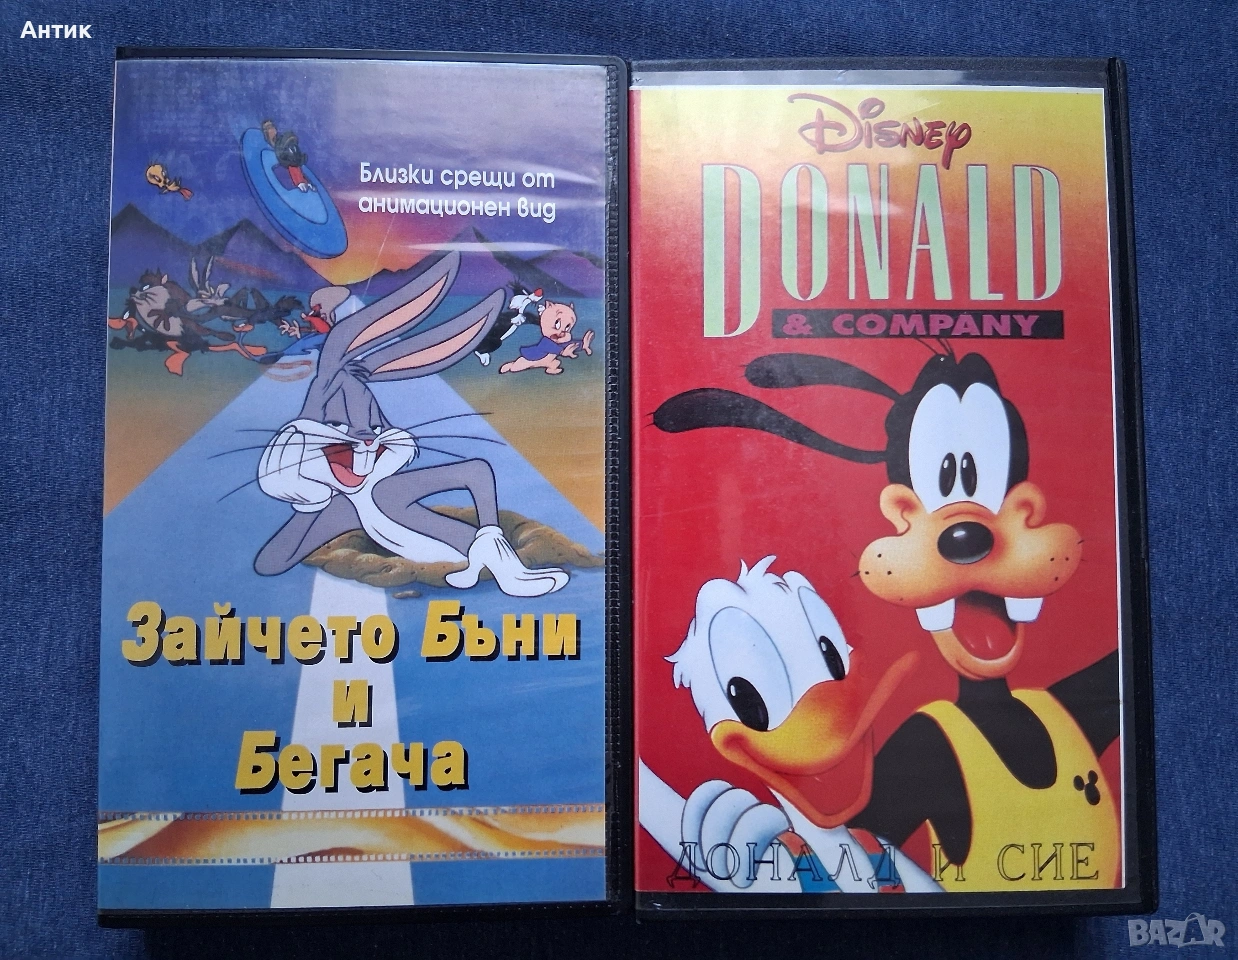 Антик
Близки срещи от
анимационен вид
Зайчето Бъни
и
Бегача
Disney
DONALD
& COMPANY
ДОНАЛД И СИЕ
BAZAR